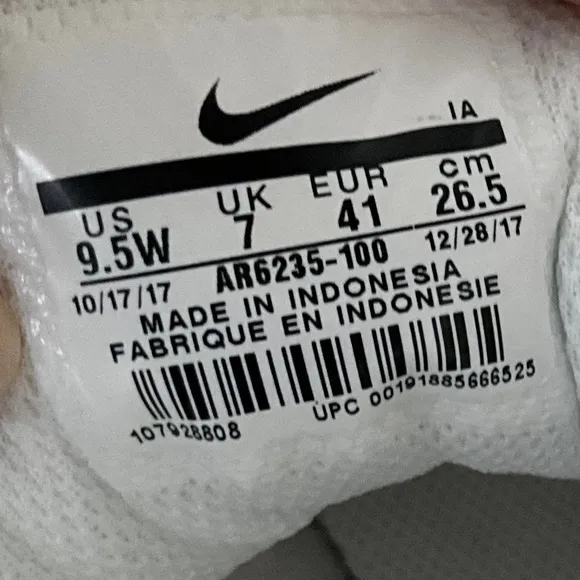 IA
US UK EUR cm
9.5W 7 41 26.5
10/17/17 AR6235-100 12/28/17
MADE IN INDONESIA
FABRIQUE EN INDONESIE
107928808 UPC 00191885666525